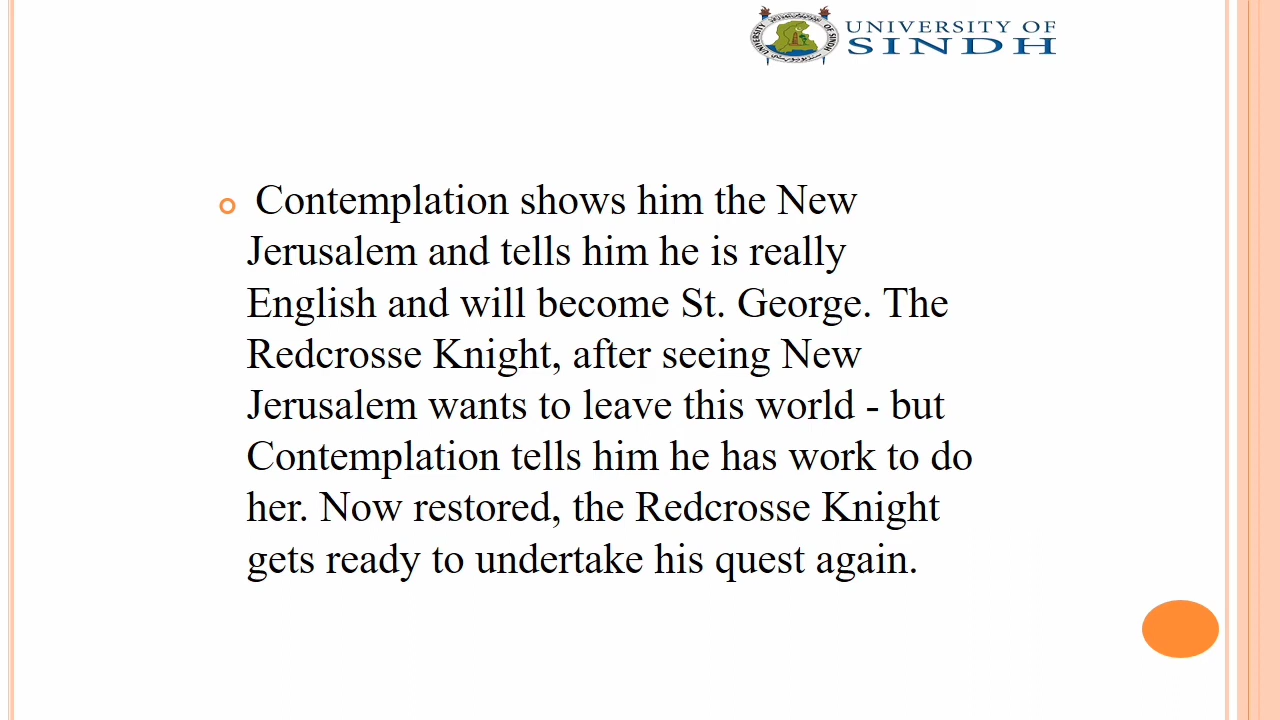 UNIVERSITY OF
SINDH
Contemplation shows him the New
Jerusalem and tells him he is really
English and will become St. George. The
Redcrosse Knight, after seeing New
Jerusalem wants to leave this world - but
Contemplation tells him he has work to do
her. Now restored, the Redcrosse Knight
gets ready to undertake his quest again.